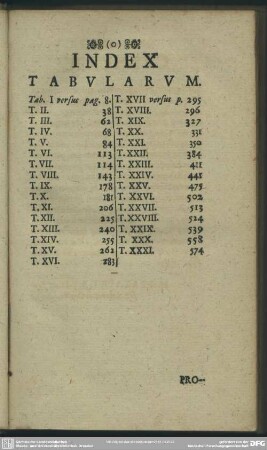 (o)
INDEX
TABVLARVM.
Tab. I versus pag. 8.
T. II. 38
T. III. 62
T. IV. 68
T. V. 84
T. VI. 113
T. VII. 114
T. VIII. 143
T. IX. 178
T. X. 181
T. XI. 206
T. XII. 225
T. XIII. 240
T. XIV. 255
T. XV. 262
T. XVI. 283
T. XVII versus p. 295
T. XVIII. 296
T. XIX. 327
T. XX. 331
T. XXI. 350
T. XXII. 384
T. XXIII. 411
T. XXIV. 441
T. XXV. 475
T. XXVI. 502
T. XXVII. 513
T. XXVIII. 524
T. XXIX. 539
T. XXX. 558
T. XXXI. 574
PRO--
DFG